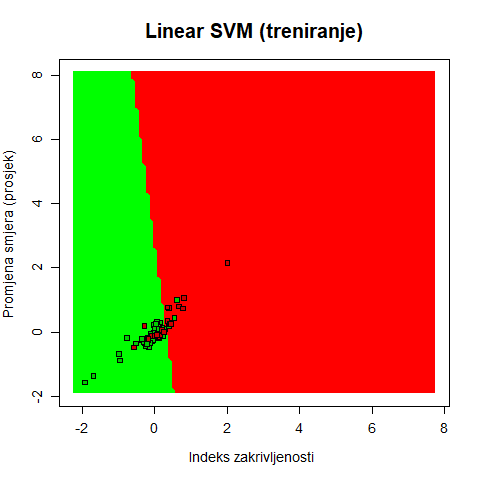 Linear SVM (treniranje)
Promjena smjera (prosjek)
8
6
4
2
0
-2
-2 0 2 4 6 8
Indeks zakrivljenosti